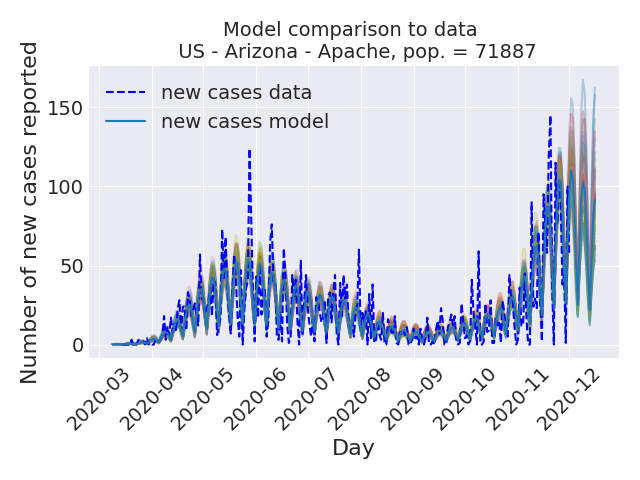 Model comparison to data
US - Arizona - Apache, pop. = 71887
Number of new cases reported
150
100
50
0
new cases data
new cases model
2020-03
2020-04
2020-05
2020-06
2020-07
2020-08
2020-09
2020-10
2020-11
2020-12
Day